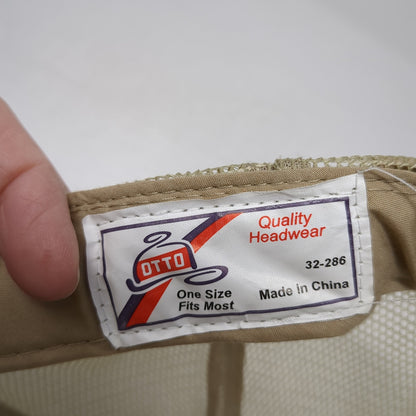 Quality
Headwear
OTTO
32-286
One Size
Fits Most
Made in China